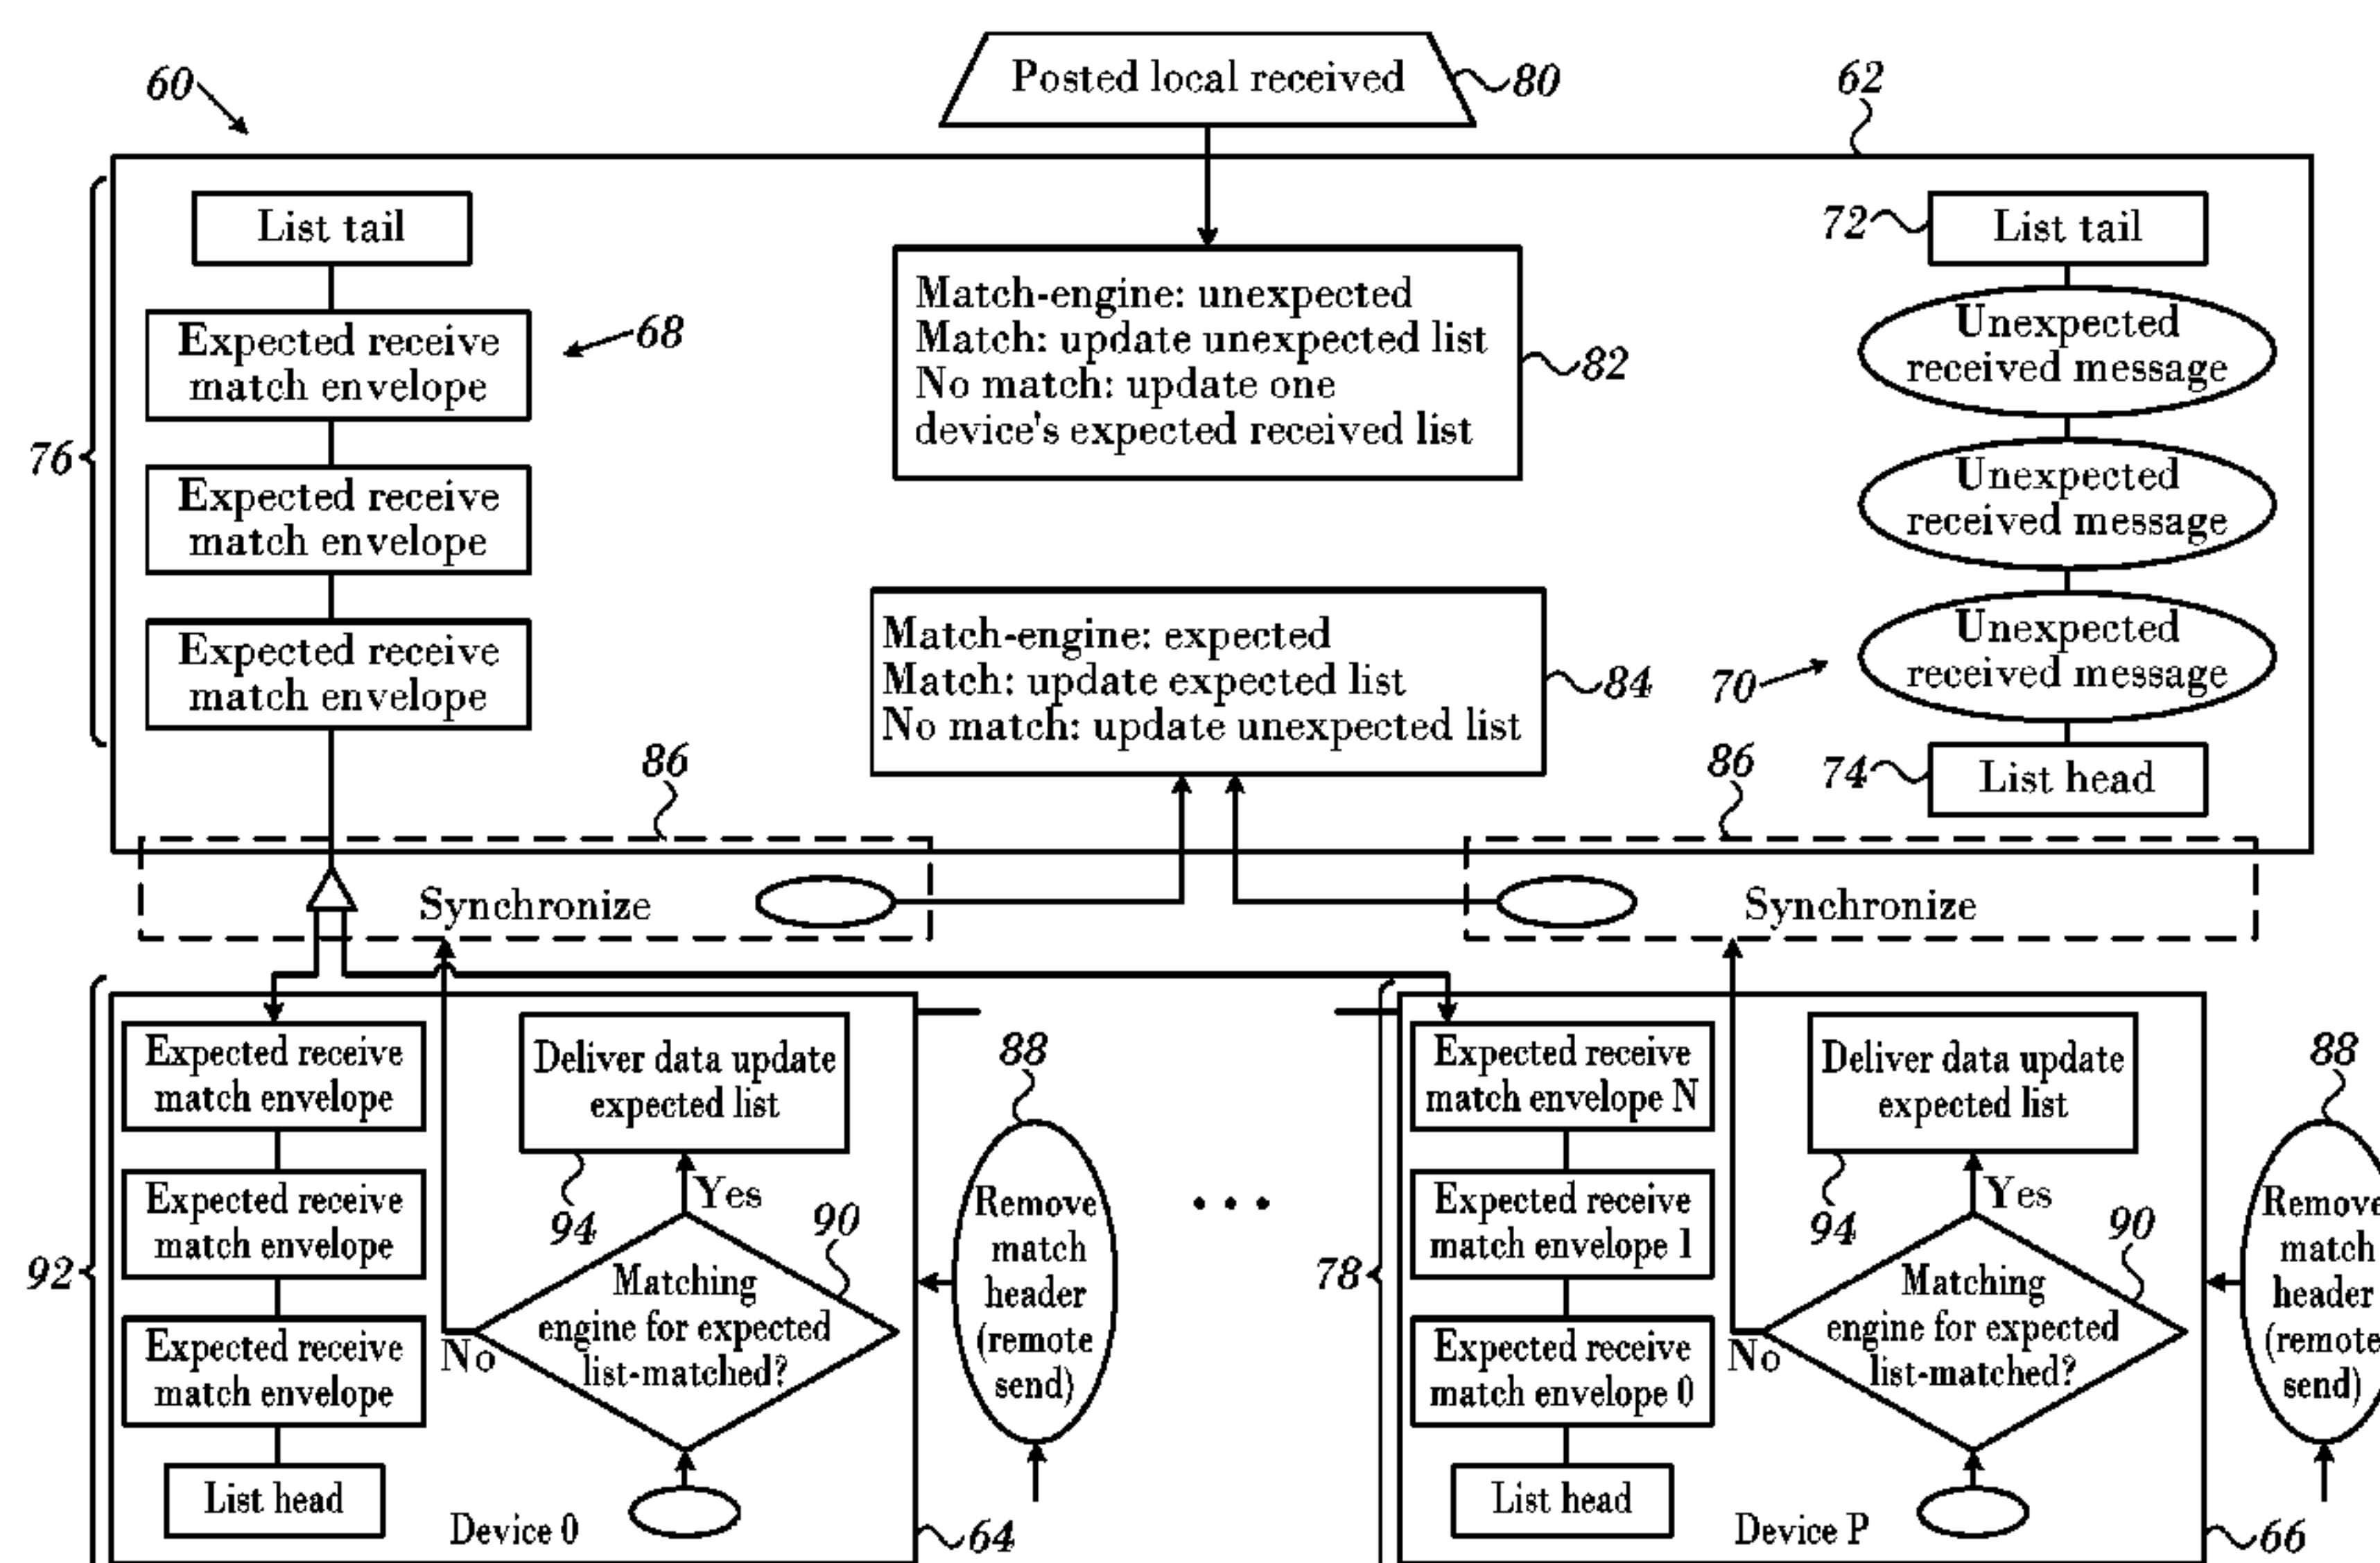 Posted local received
80
60
62
List tail
72
List tail
Expected receive
match envelope
68
Match-engine: unexpected
Match: update unexpected list
No match: update one
device's expected received list
82
Unexpected
received message
76
Expected receive
match envelope
Unexpected
received message
Expected receive
match envelope
Match-engine: expected
Match: update expected list
No match: update unexpected list
84
Unexpected
received message
70
86
86
74
List head
Synchronize
Synchronize
92
Expected receive
match envelope
Expected receive
match envelope
Expected receive
match envelope
List head
Deliver data update
expected list
94
Yes
90
Matching
engine for expected
list-matched?
No
Device 0
64
88
Remove
match
header
(remote
send)
78
Expected receive
match envelope N
Expected receive
match envelope 1
Expected receive
match envelope 0
List head
Deliver data update
expected list
94
Yes
90
Matching
engine for expected
list-matched?
No
Device P
66
88
Remove
match
header
(remote
send)